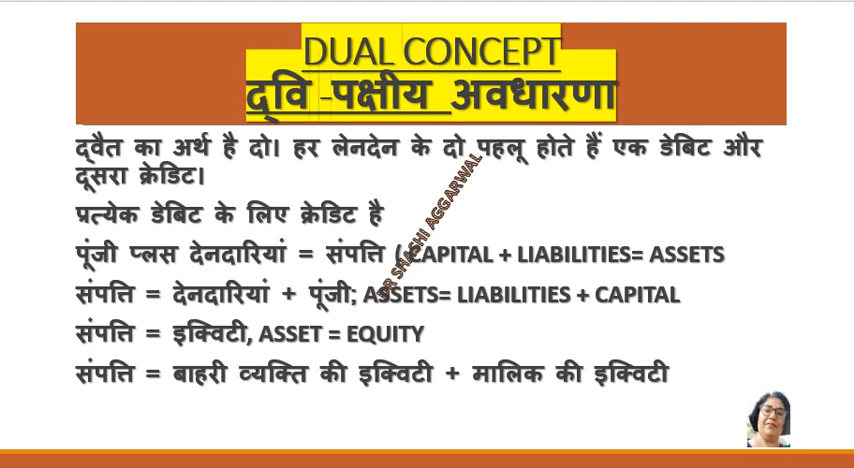 DUAL CONCEPT
द्वि -पक्षीय अवधारणा
द्वैत का अर्थ है दो। हर लेनदेन के दो पहलू होते हैं एक डेबिट और
दूसरा क्रेडिट।
प्रत्येक डेबिट के लिए क्रेडिट है
पूंजी प्लस देनदारियां = संपत्ति ( CAPITAL + LIABILITIES= ASSETS
संपत्ति = देनदारियां + पूंजी; ASSETS= LIABILITIES + CAPITAL
संपत्ति = इक्विटी, ASSET = EQUITY
संपत्ति = बाहरी व्यक्ति की इक्विटी + मालिक की इक्विटी
DR SHASHI AGGARWAL